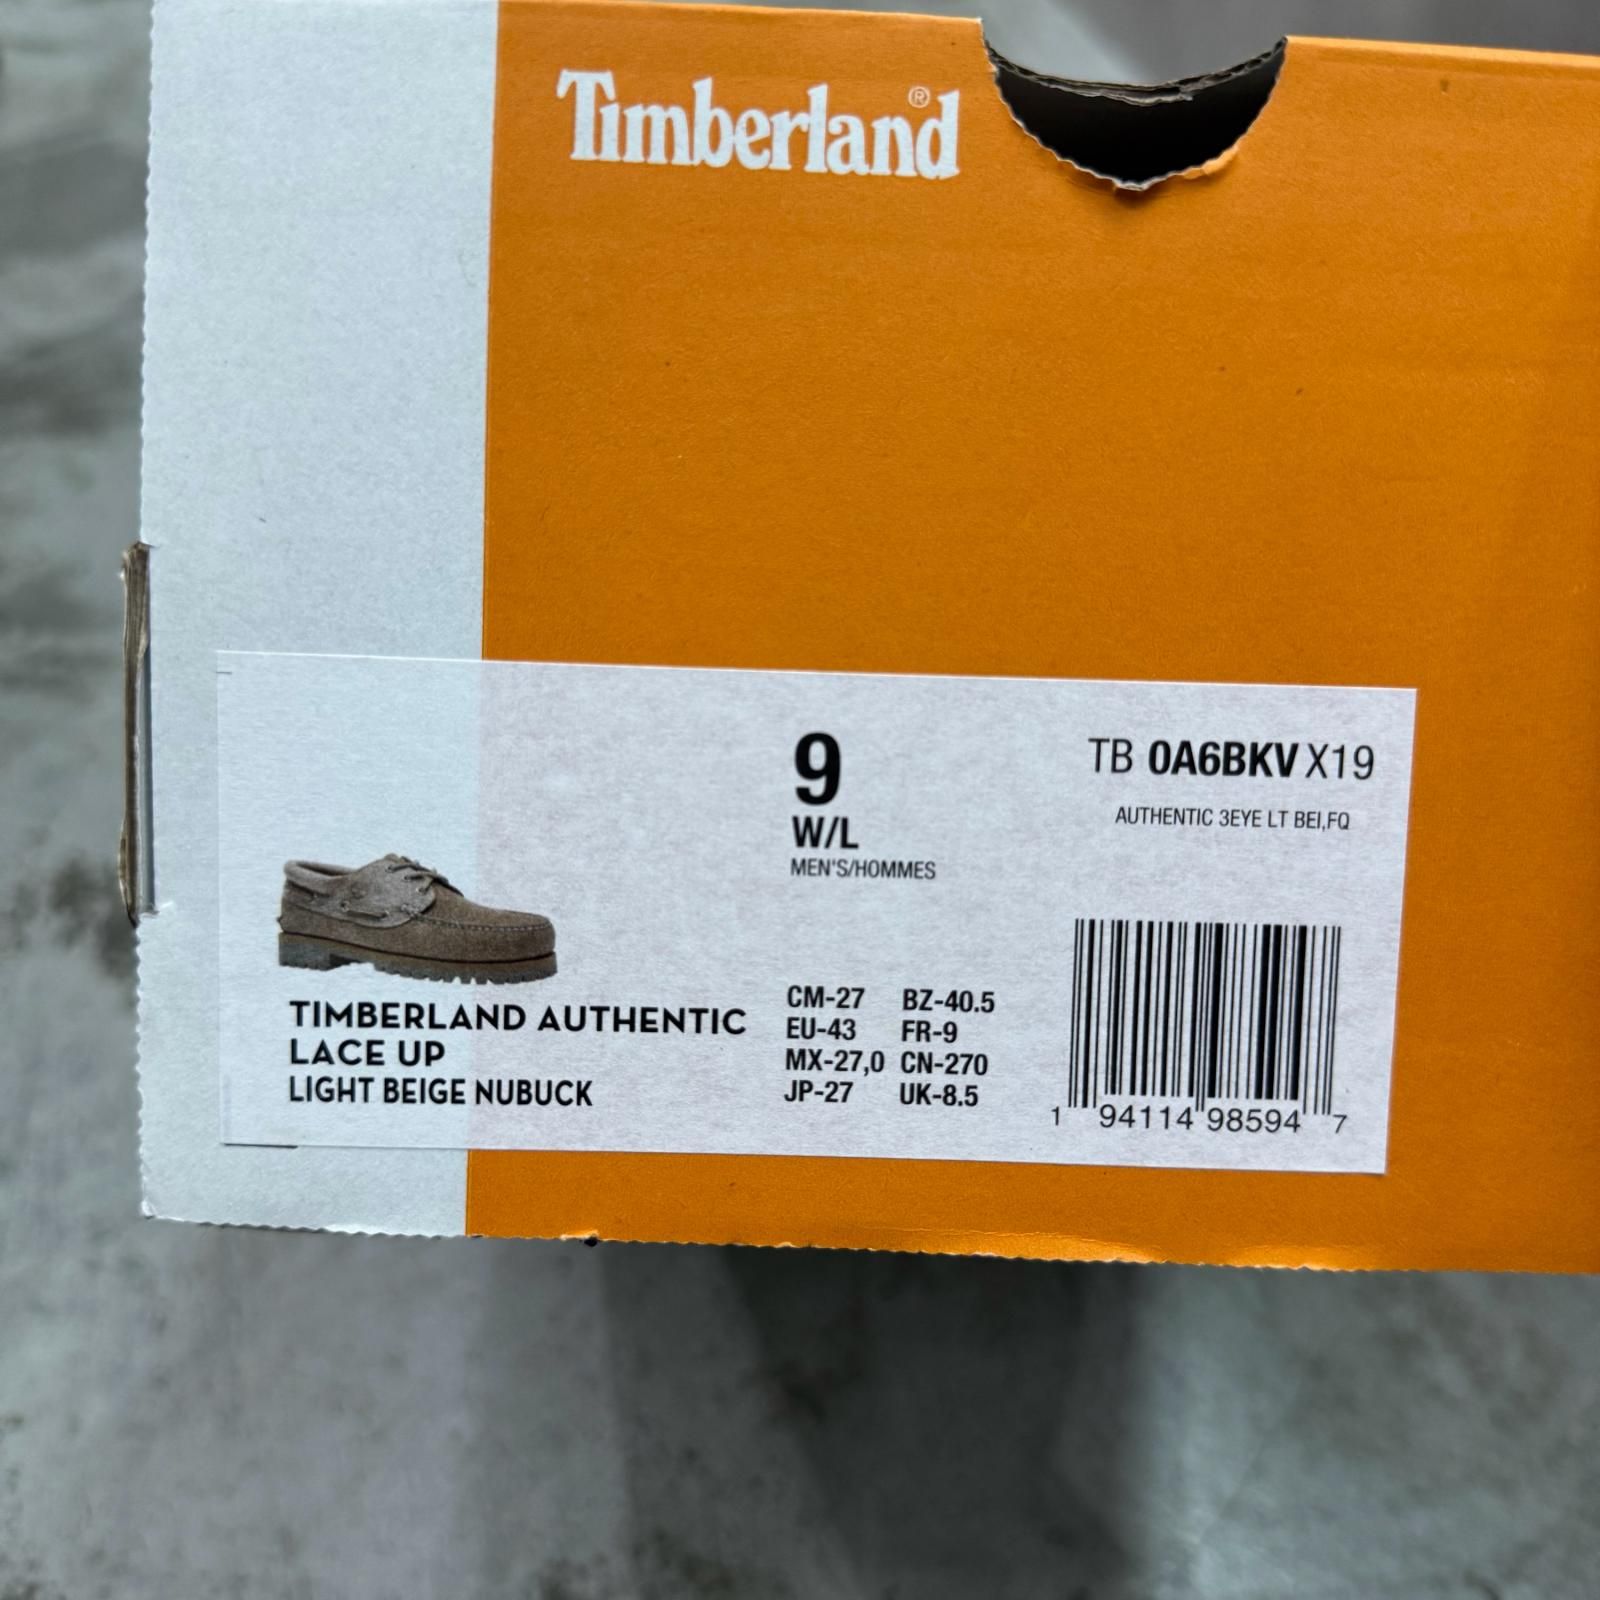 Timberland®
9
W/L
MEN'S/HOMMES
TB 0A6BKV X19
AUTHENTIC 3EYE LT BEI,FQ
TIMBERLAND AUTHENTIC
LACE UP
LIGHT BEIGE NUBUCK
CM-27 BZ-40.5
EU-43 FR-9
MX-27,0 CN-270
JP-27 UK-8.5
1 94114 98594 7